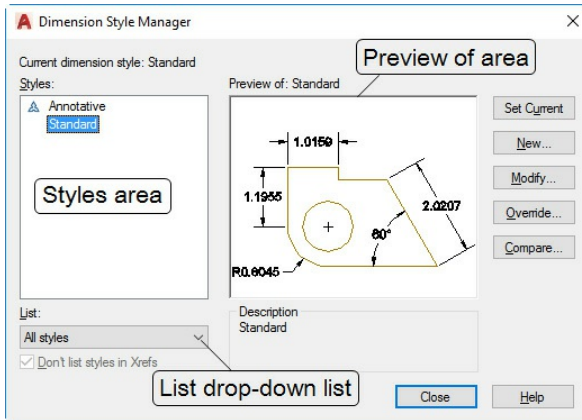 Dimension Style Manager
Current dimension style: Standard
Styles:
Annotative
Standard
Styles area
Preview of: Standard
Preview of area
1.0159
1.1955
2.0207
60°
R0.6045
Set Current
New...
Modify...
Override...
Compare...
List:
All styles
Don't list styles in Xrefs
Description
Standard
List drop-down list
Close
Help